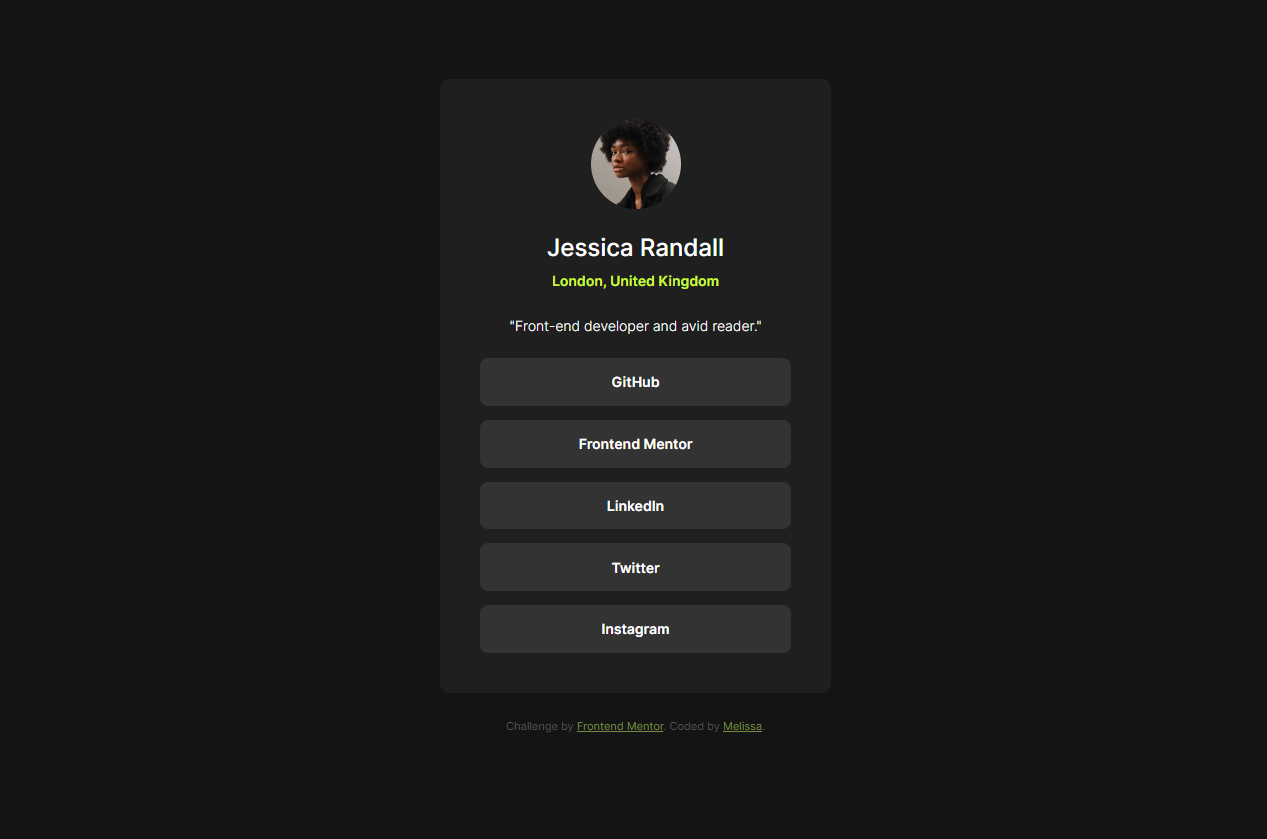 Jessica Randall
London, United Kingdom
"Front-end developer and avid reader."
GitHub
Frontend Mentor
LinkedIn
Twitter
Instagram
Challenge by Frontend Mentor. Coded by Melissa.